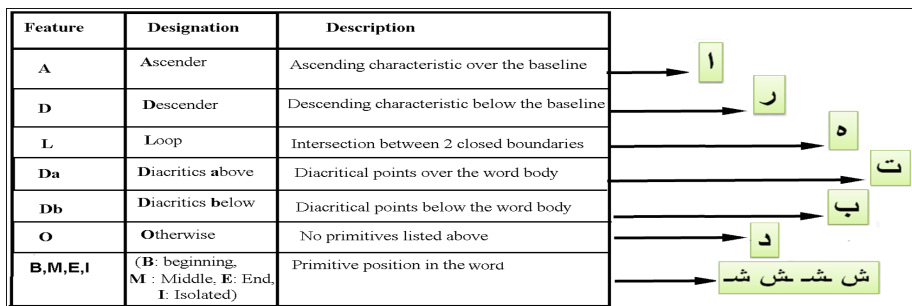 Feature Designation Description
A Ascender Ascending characteristic over the baseline ا
D Descender Descending characteristic below the baseline ر
L Loop Intersection between 2 closed boundaries ه
Da Diacritics above Diacritical points over the word body ت
Db Diacritics below Diacritical points below the word body ب
O Otherwise No primitives listed above د
B,M,E,I (B: beginning, Primitive position in the word
M : Middle, E: End,
I: Isolated)
ش ـشـ ـش شـ